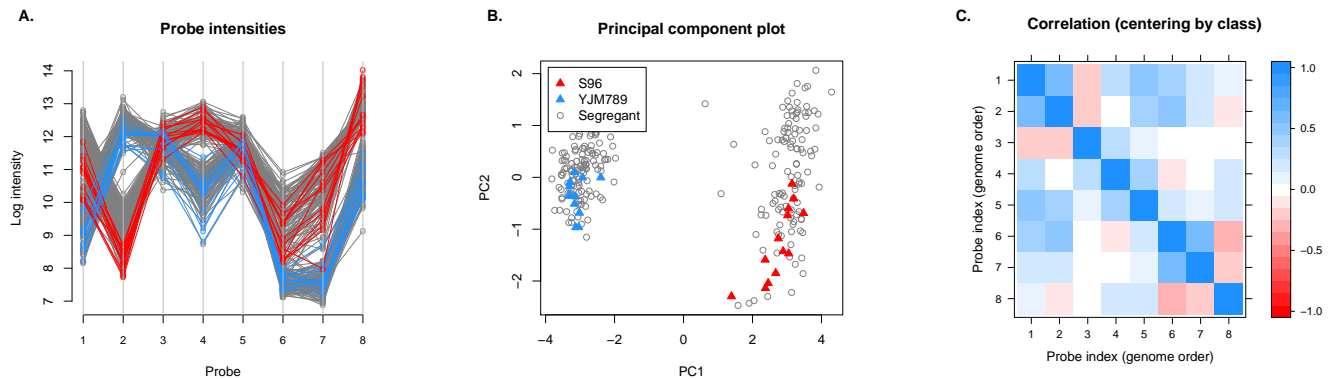 A.
Probe intensities
Log intensity
14
13
12
11
10
9
8
7
1 2 3 4 5 6 7 8
Probe
B.
Principal component plot
S96
YJM789
Segregant
PC2
2
1
0
−1
−2
−4 −2 0 2 4
PC1
C.
Correlation (centering by class)
Probe index (genome order)
1
2
3
4
5
6
7
8
1 2 3 4 5 6 7 8
Probe index (genome order)
Probe index (genome order)
1.0
0.5
0.0
−0.5
−1.0